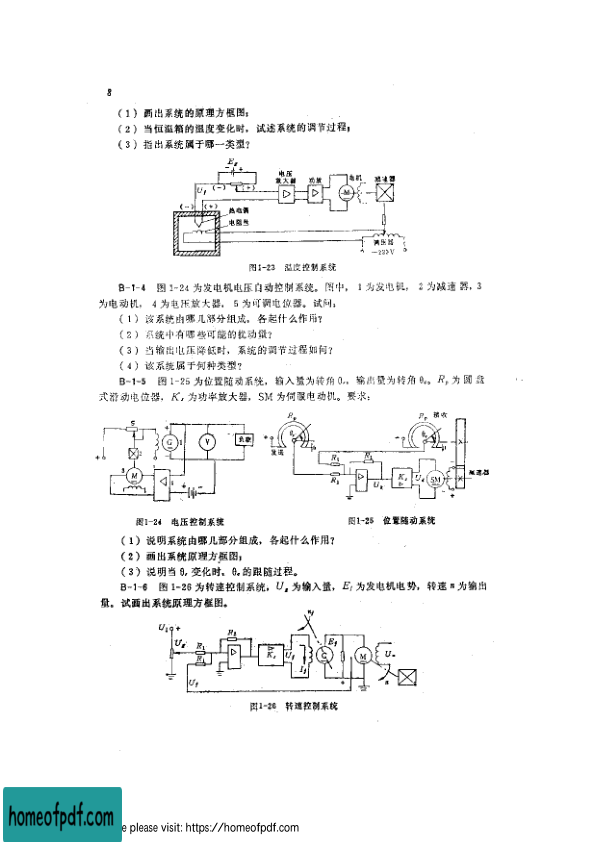 8
(1) 画出系统的原理方框图;
(2) 当恒温箱的温度变化时, 试述系统的调节过程;
(3) 指出系统属于哪一类型?
电压 电机 减速器
放大器 功放
U_f (-) (+) M
(-) (+)
热电偶
电阻丝
调压器
~220V
图1-23 温度控制系统
B-1-4 图 1-24 为发电机电压自动控制系统。图中, 1 为发电机, 2 为减速器, 3
为电动机, 4 为电压放大器, 5 为可调电位器。试问:
(1) 该系统由哪几部分组成, 各起什么作用?
(2) 系统中有哪些可能的扰动量?
(3) 当输出电压降低时, 系统的调节过程如何?
(4) 该系统属于何种类型?
B-1-5 图 1-25 为位置随动系统, 输入量为转角 θ_r, 输出量为转角 θ_c, R_p 为圆盘
式滑动电位器, K_s 为功率放大器, SM 为伺服电动机。要求:
5 G 1 V 负载 3 M
R_p R_p 接收
发送 R_1 减速器
SM
图1-24 电压控制系统 图1-25 位置随动系统
(1) 说明系统由哪几部分组成, 各起什么作用?
(2) 画出系统原理方框图;
(3) 说明当 θ_r 变化时, θ_c 的跟随过程。
B-1-6 图 1-26 为转速控制系统, U_g 为输入量, E_f 为发电机电势, 转速 n 为输出
量。试画出系统原理方框图。
U_g R_1 R_2 U_f I_f G E_f M n
图1-26 转速控制系统
homeofpdf.com
e please visit: https://homeofpdf.com